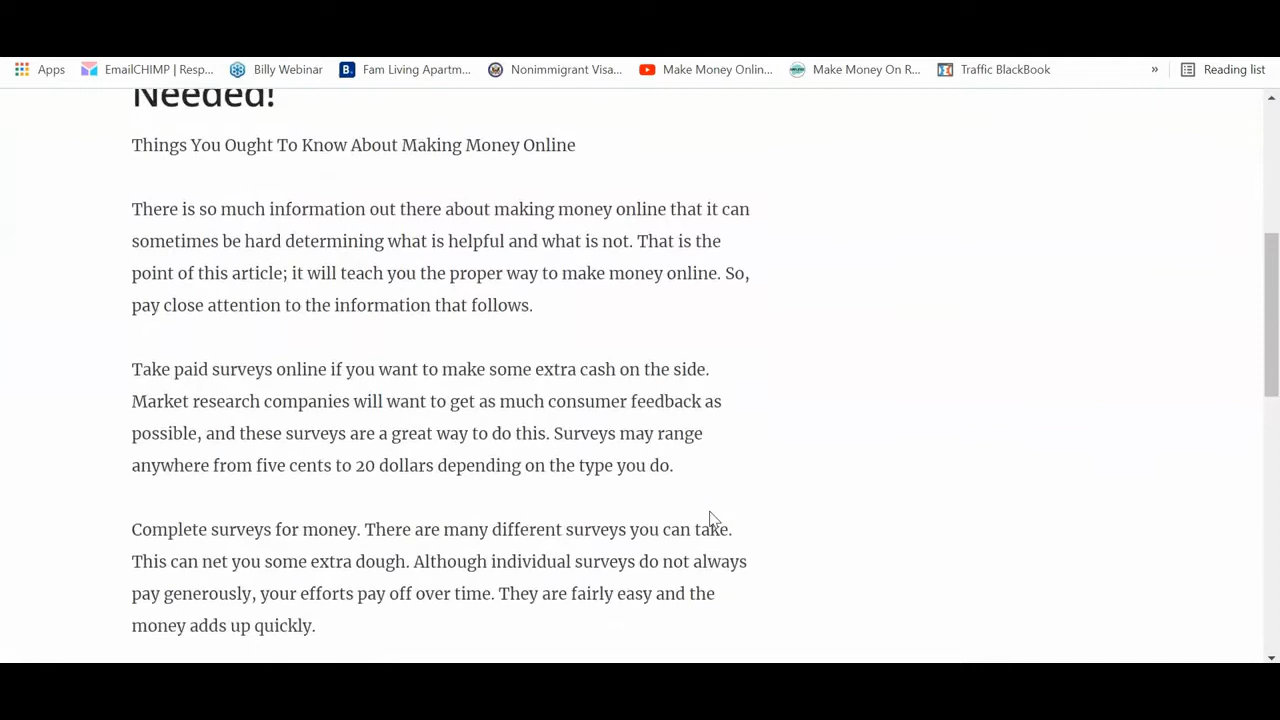 Apps EmailCHIMP | Resp... Billy Webinar B. Fam Living Apartm... Nonimmigrant Visa... Make Money Onlin... Make Money On R... Traffic BlackBook » Reading list
Needed!
Things You Ought To Know About Making Money Online
There is so much information out there about making money online that it can
sometimes be hard determining what is helpful and what is not. That is the
point of this article; it will teach you the proper way to make money online. So,
pay close attention to the information that follows.
Take paid surveys online if you want to make some extra cash on the side.
Market research companies will want to get as much consumer feedback as
possible, and these surveys are a great way to do this. Surveys may range
anywhere from five cents to 20 dollars depending on the type you do.
Complete surveys for money. There are many different surveys you can take.
This can net you some extra dough. Although individual surveys do not always
pay generously, your efforts pay off over time. They are fairly easy and the
money adds up quickly.